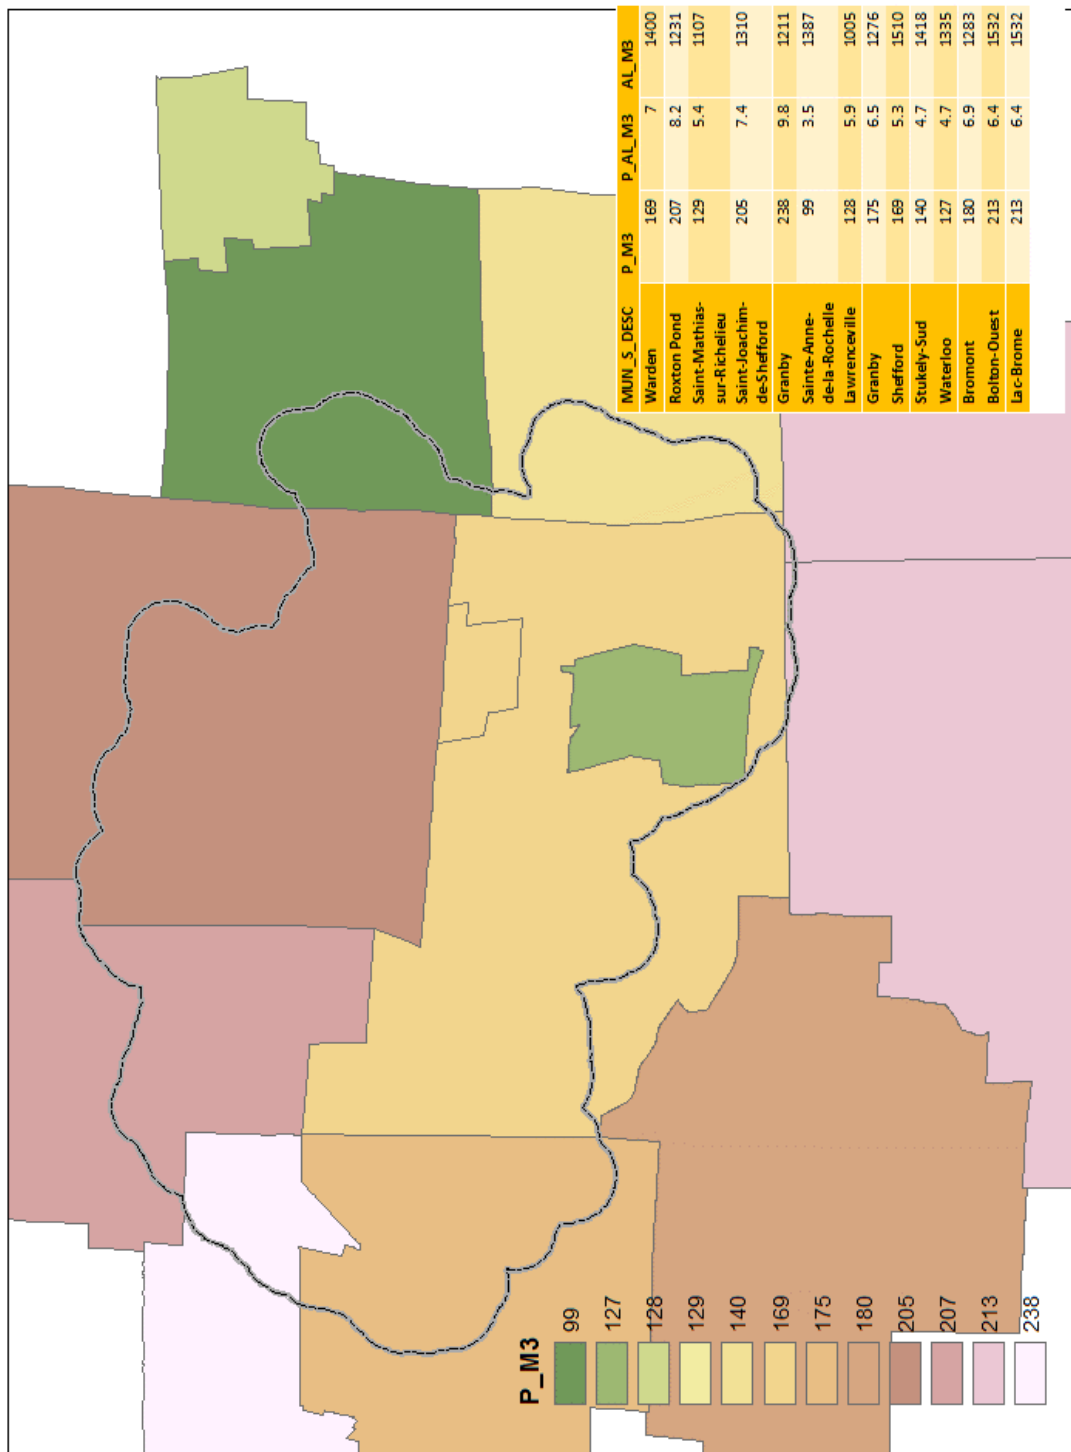 MUN_S_DESC P_M3 P_AL_M3 AL_M3
Warden 169 7 1400
Roxton Pond 207 8.2 1231
Saint-Mathias- 129 5.4 1107
sur-Richelieu
Saint-Joachim- 205 7.4 1310
de-Shefford
Granby 238 9.8 1211
Sainte-Anne- 99 3.5 1387
de-la-Rochelle
Lawrenceville 128 5.9 1005
Granby 175 6.5 1276
Shefford 169 5.3 1510
Stukely-Sud 140 4.7 1418
Waterloo 127 4.7 1335
Bromont 180 6.9 1283
Bolton-Ouest 213 6.4 1532
Lac-Brome 213 6.4 1532
P_M3
99
127
128
129
140
169
175
180
205
207
213
238